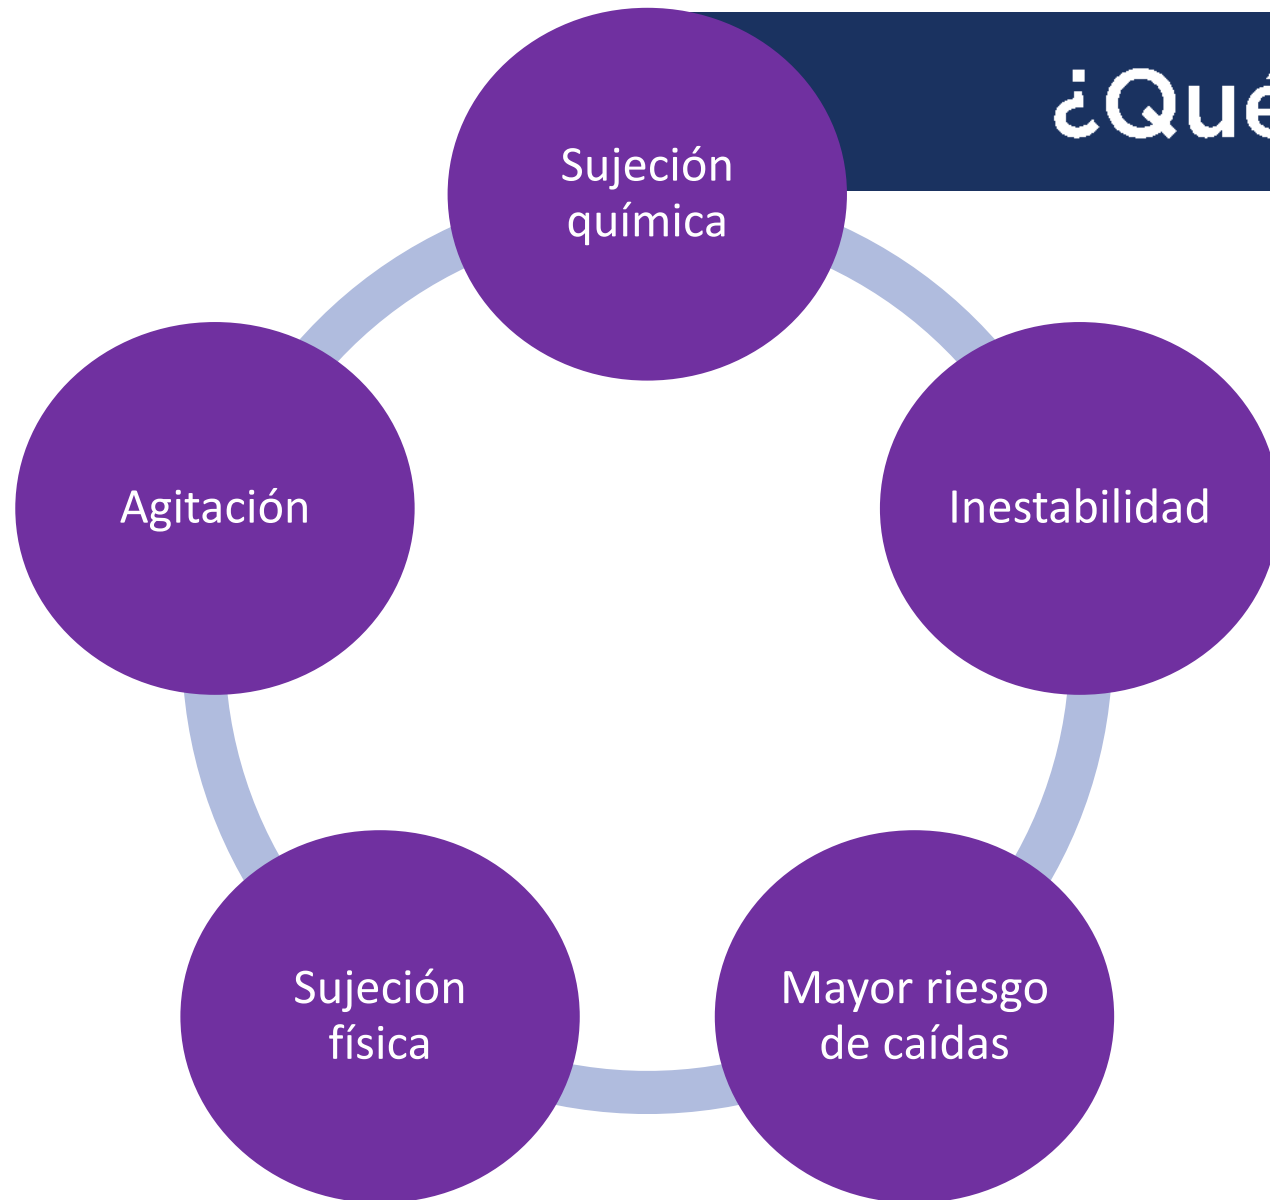 ¿Qué
Sujeción
química
Agitación
Inestabilidad
Sujeción
física
Mayor riesgo
de caídas